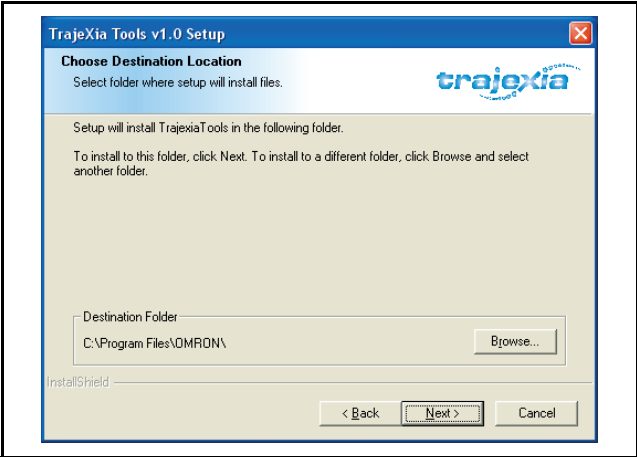 TrajeXia Tools v1.0 Setup
Choose Destination Location
Select folder where setup will install files.
trajexia
Setup will install TrajexiaTools in the following folder.
To install to this folder, click Next. To install to a different folder, click Browse and select
another folder.
Destination Folder
C:\Program Files\OMRON\
Browse...
InstallShield
< Back
Next >
Cancel